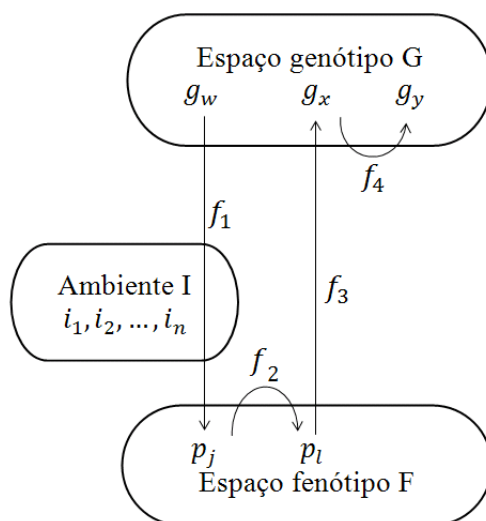 Espaço genótipo G
g_w g_x g_y
f_4
f_1
Ambiente I
i_1, i_2, ..., i_n
f_3
f_2
p_j p_l
Espaço fenótipo F